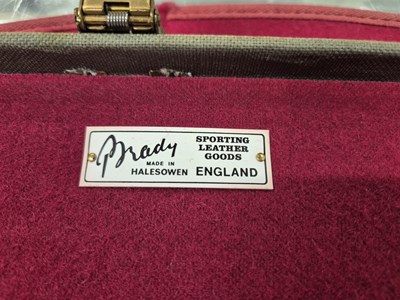 Brady
MADE IN
HALESOWEN
SPORTING
LEATHER
GOODS
ENGLAND